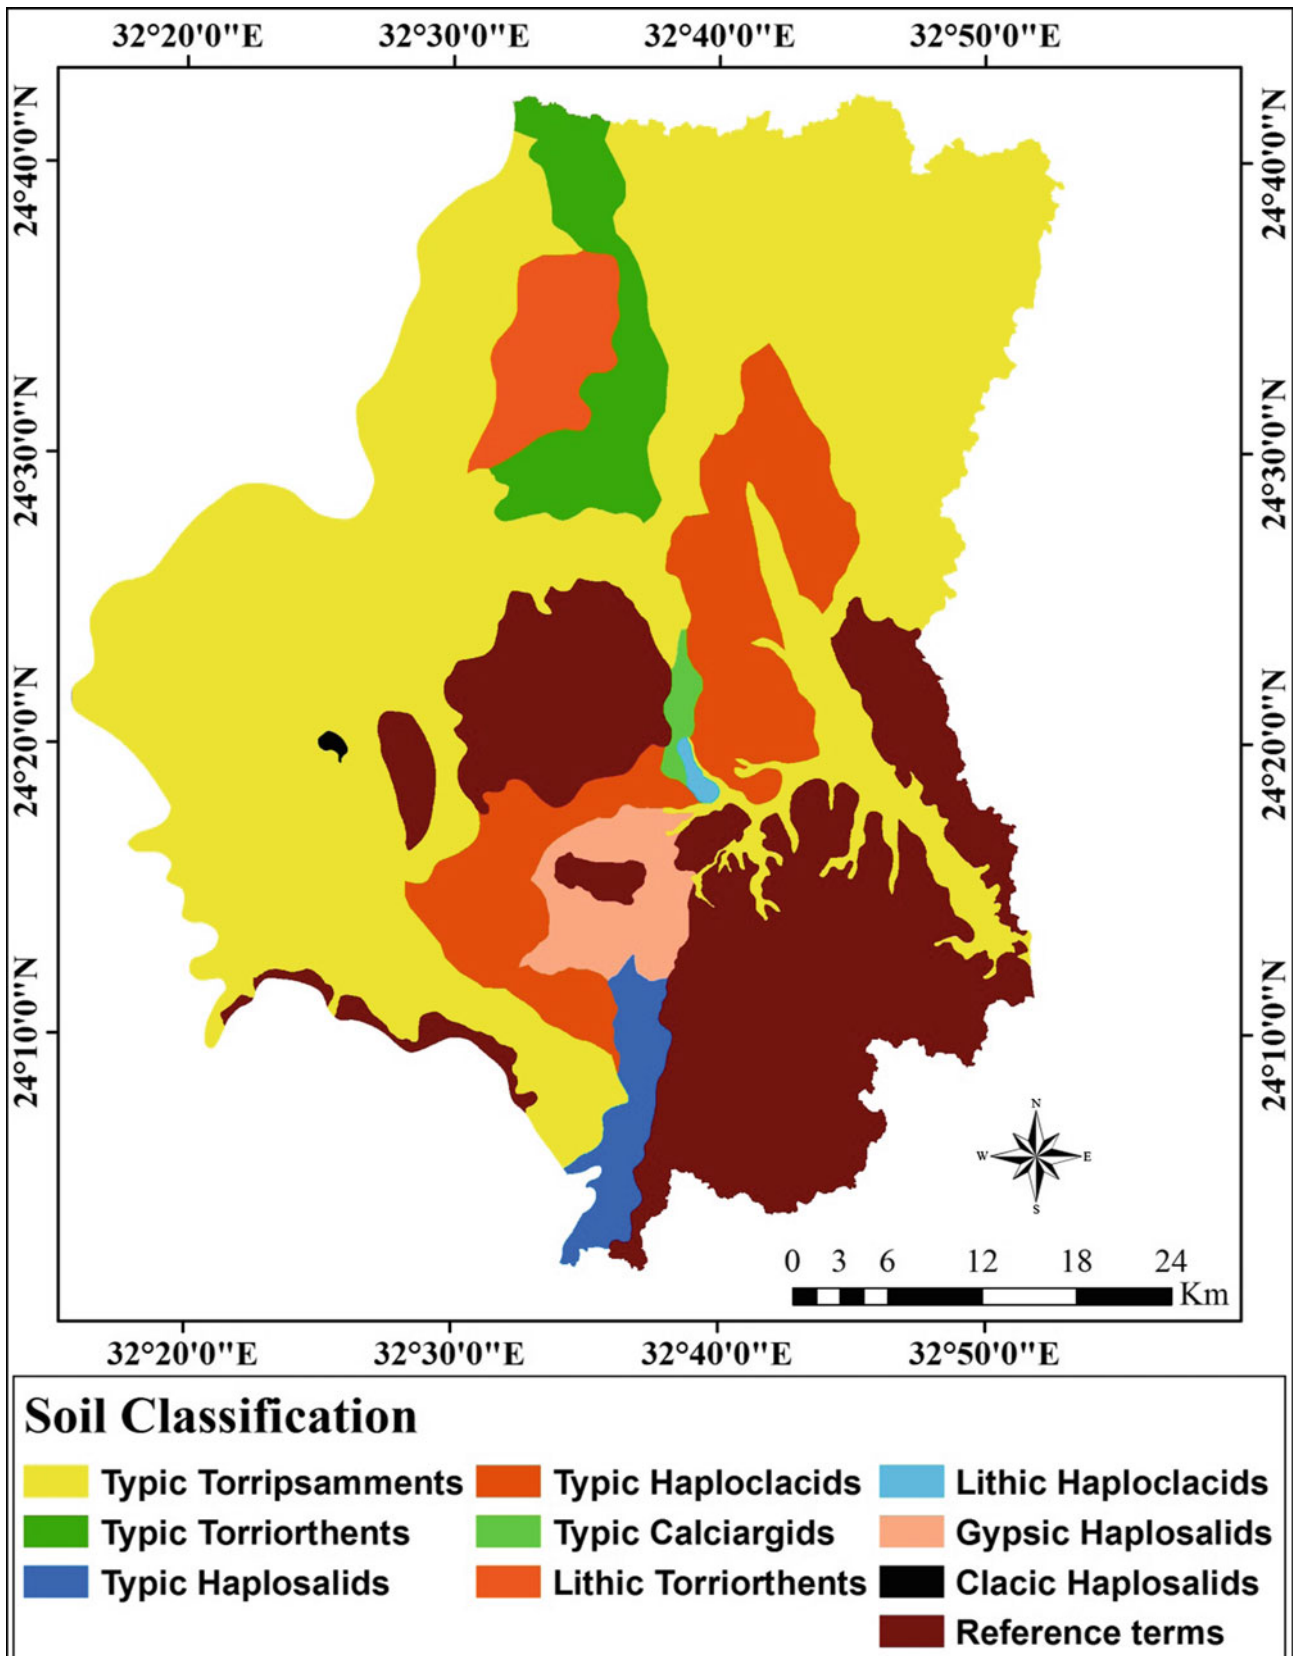 32°20'0"E 32°30'0"E 32°40'0"E 32°50'0"E
24°40'0"N 24°40'0"N
24°30'0"N 24°30'0"N
24°20'0"N 24°20'0"N
24°10'0"N 24°10'0"N
N
W E
S
0 3 6 12 18 24
Km
32°20'0"E 32°30'0"E 32°40'0"E 32°50'0"E
Soil Classification
Typic Torripsamments Typic Haploclacids Lithic Haploclacids
Typic Torriorthents Typic Calciargids Gypsic Haplosalids
Typic Haplosalids Lithic Torriorthents Clacic Haplosalids
Reference terms